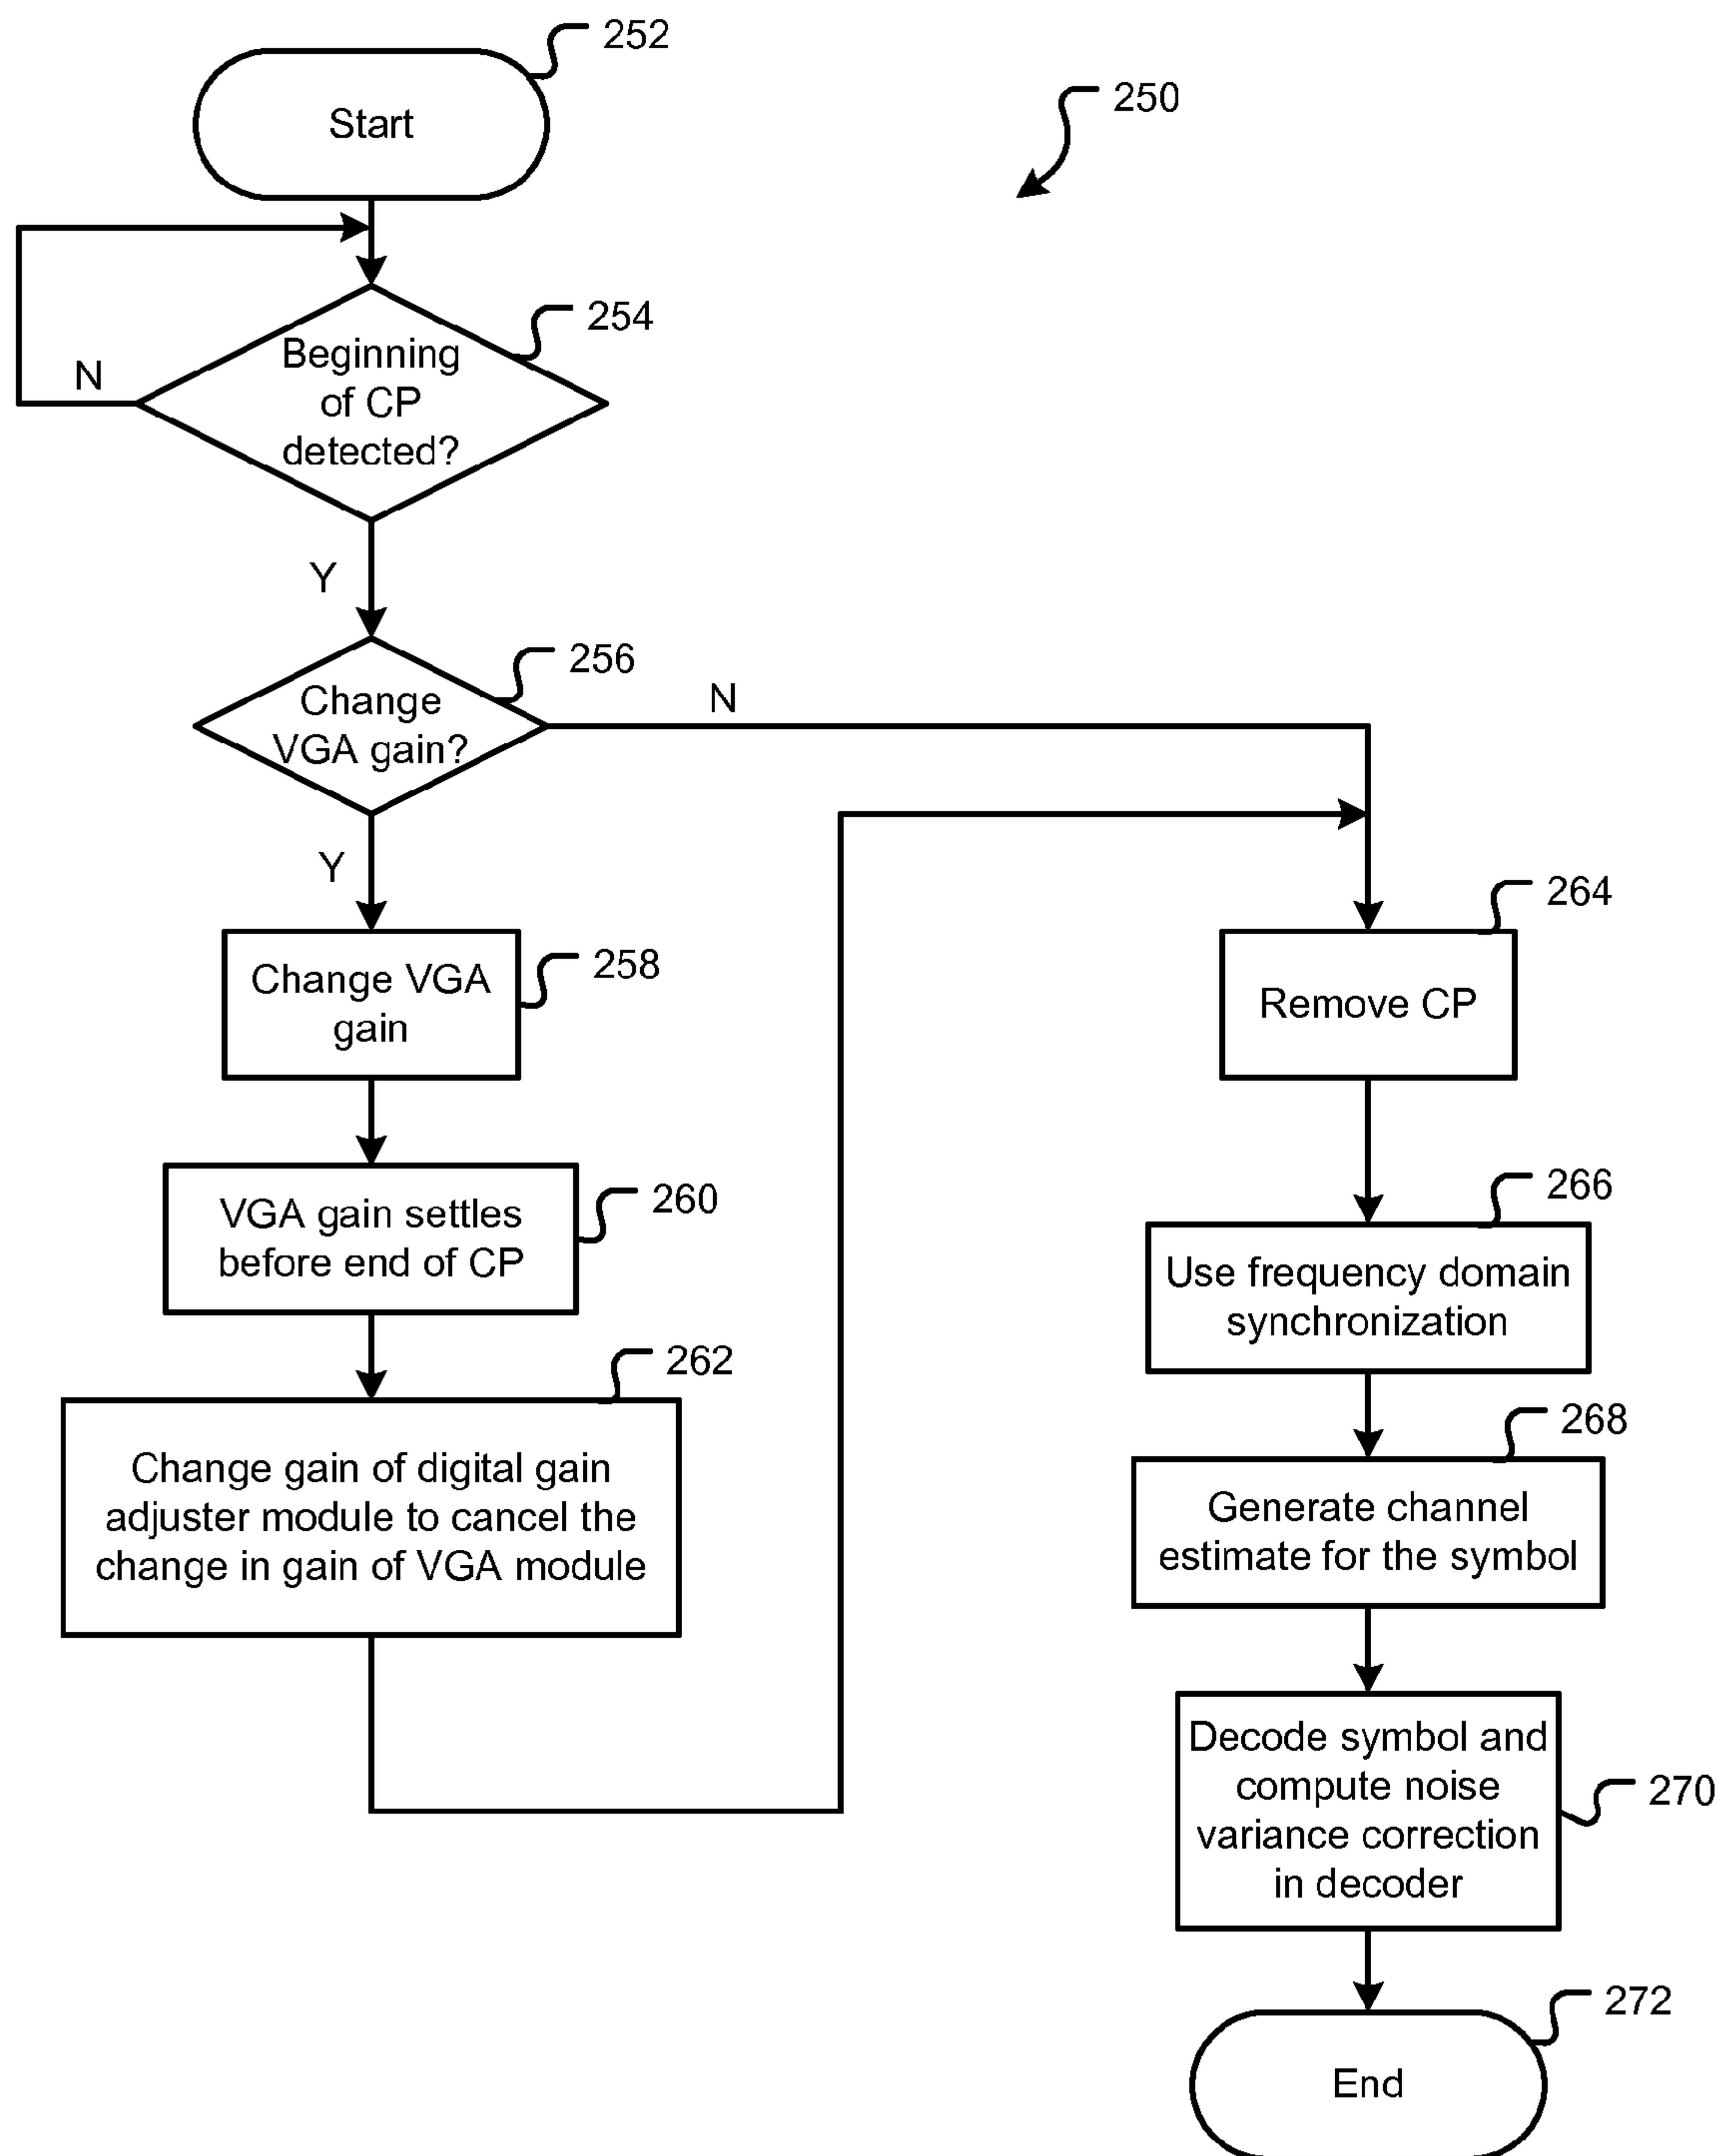 252
Start
250
254
Beginning
of CP
detected?
N
Y
256
Change
VGA gain?
N
Y
258
Change VGA
gain
260
VGA gain settles
before end of CP
262
Change gain of digital gain
adjuster module to cancel the
change in gain of VGA module
264
Remove CP
266
Use frequency domain
synchronization
268
Generate channel
estimate for the symbol
270
Decode symbol and
compute noise
variance correction
in decoder
272
End